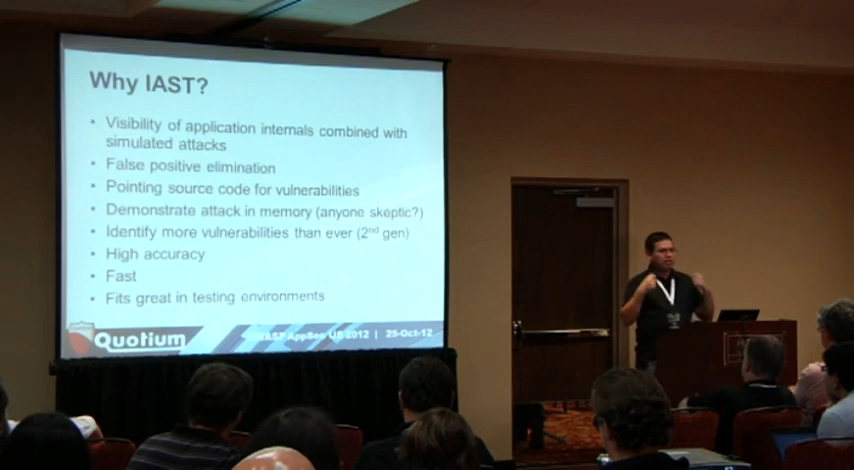 Why IAST?
• Visibility of application internals combined with
simulated attacks
• False positive elimination
• Pointing source code for vulnerabilities
• Demonstrate attack in memory (anyone skeptic?)
• Identify more vulnerabilities than ever (2nd gen)
• High accuracy
• Fast
• Fits great in testing environments
Quotium
AppSec US 2012 | 25-Oct-12